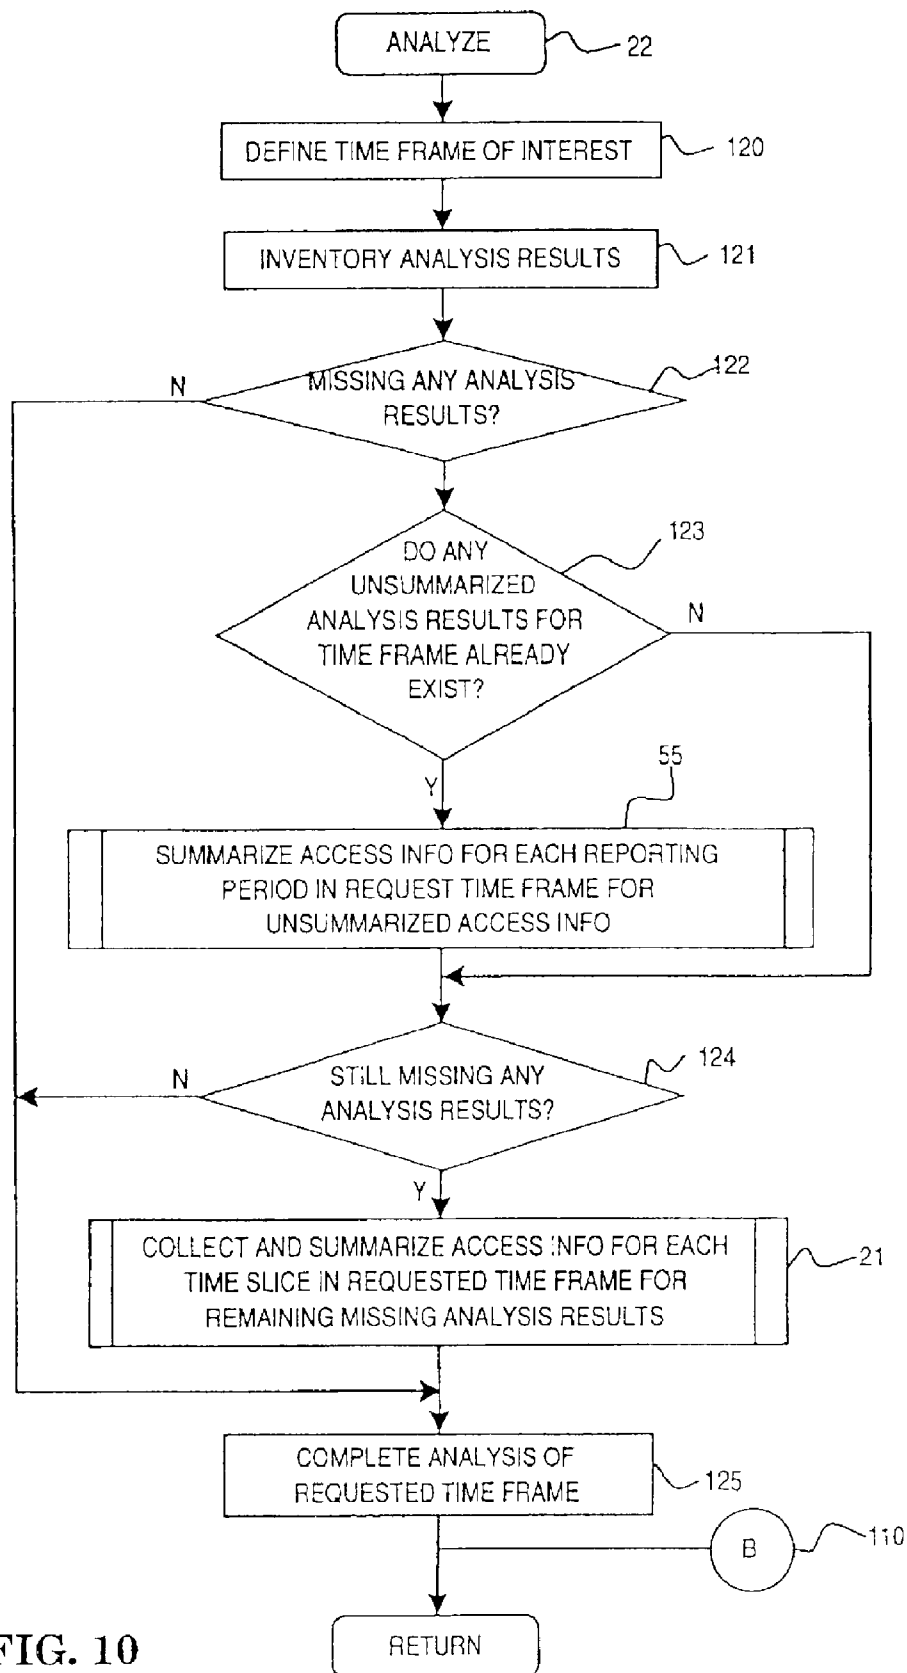 ANALYZE
22
DEFINE TIME FRAME OF INTEREST
120
INVENTORY ANALYSIS RESULTS
121
N
MISSING ANY ANALYSIS
RESULTS?
122
DO ANY
UNSUMMARIZED
ANALYSIS RESULTS FOR
TIME FRAME ALREADY
EXIST?
123
N
Y
55
SUMMARIZE ACCESS INFO FOR EACH REPORTING
PERIOD IN REQUEST TIME FRAME FOR
UNSUMMARIZED ACCESS INFO
N
STILL MISSING ANY
ANALYSIS RESULTS?
124
Y
COLLECT AND SUMMARIZE ACCESS INFO FOR EACH
TIME SLICE IN REQUESTED TIME FRAME FOR
REMAINING MISSING ANALYSIS RESULTS
21
COMPLETE ANALYSIS OF
REQUESTED TIME FRAME
125
B
110
RETURN
FIG. 10